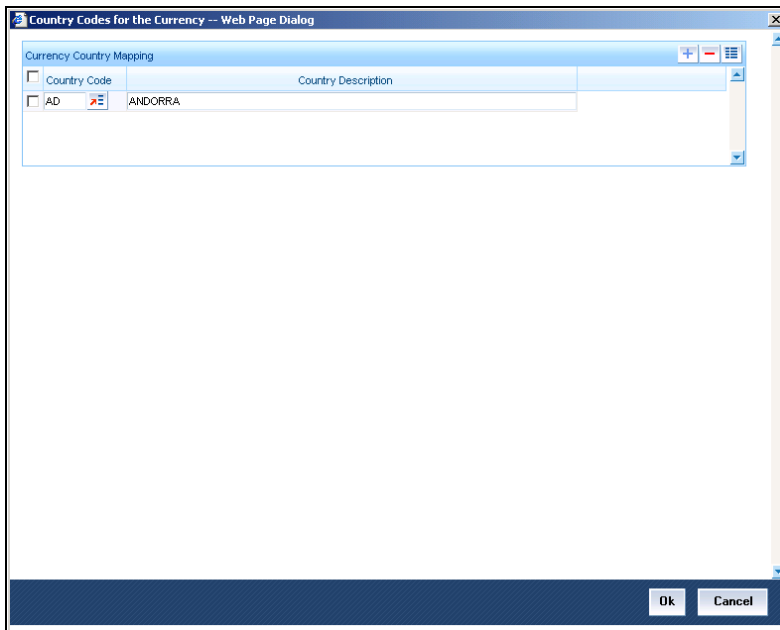 Country Codes for the Currency -- Web Page Dialog
Currency Country Mapping
Country Code Country Description
AD ANDORRA
Ok Cancel